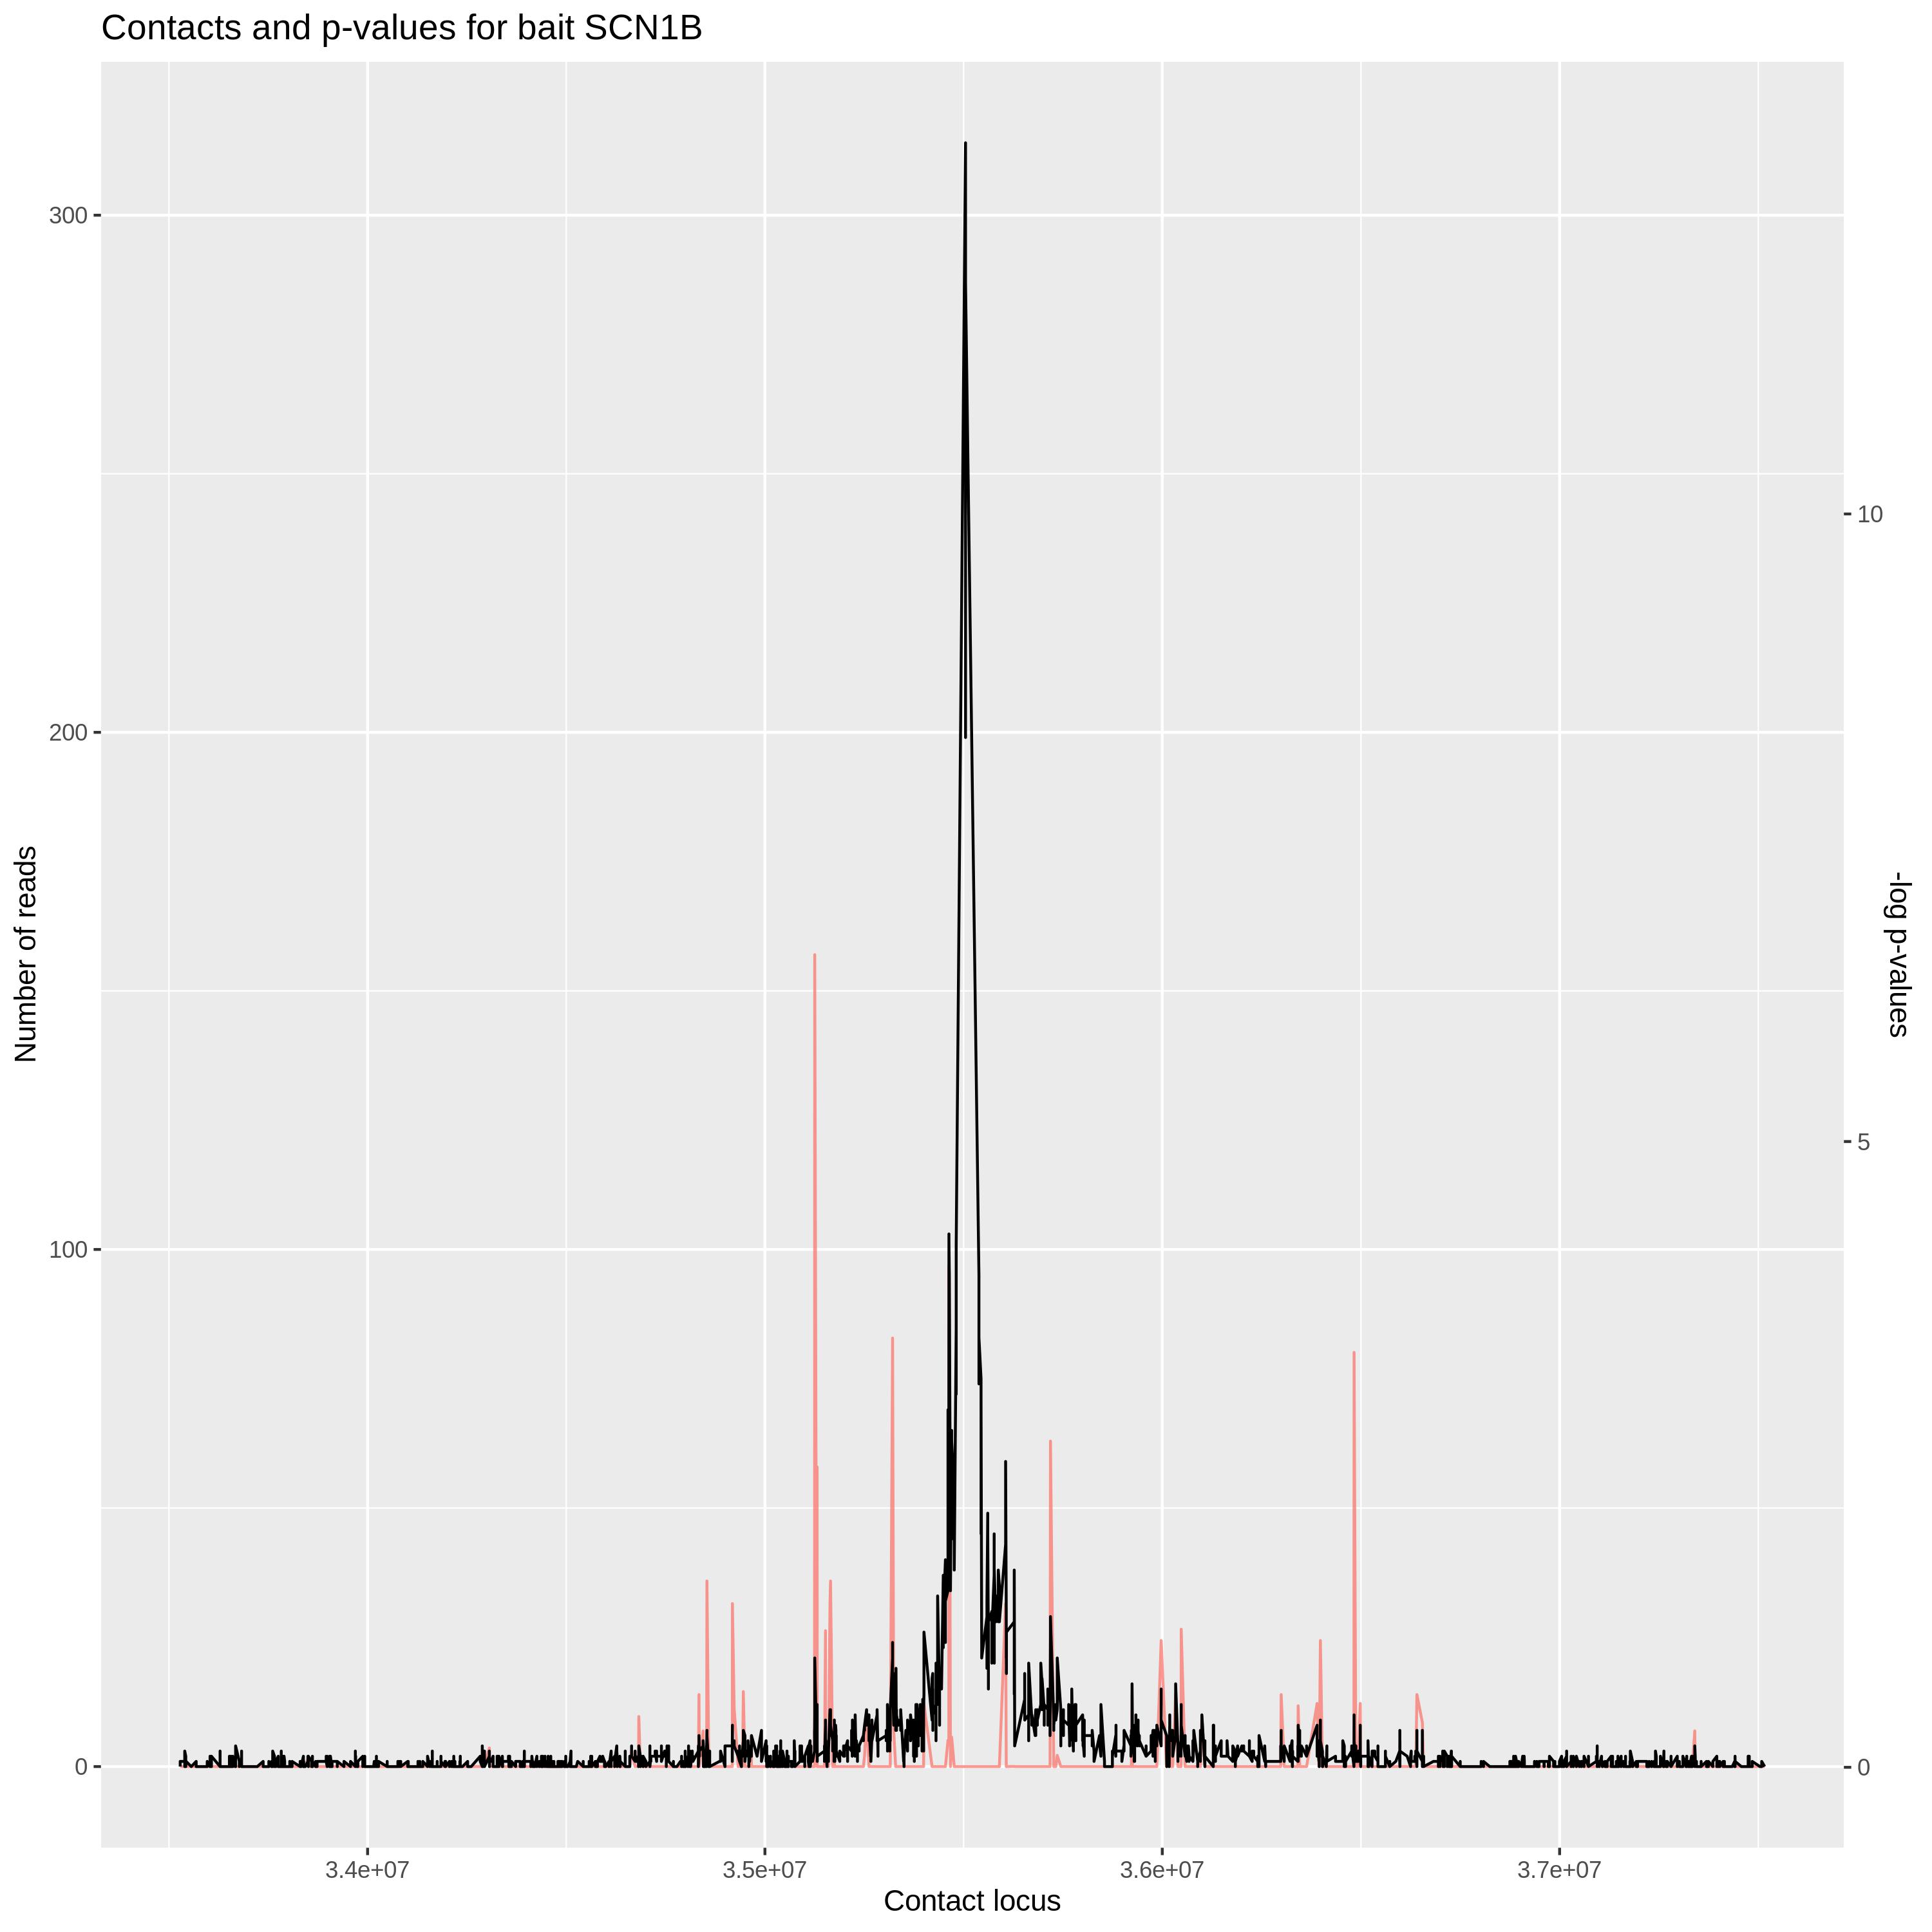 Contacts and p-values for bait SCN1B
300
200
100
0
Number of reads
10
5
0
-log p-values
3.4e+07
3.5e+07
3.6e+07
3.7e+07
Contact locus